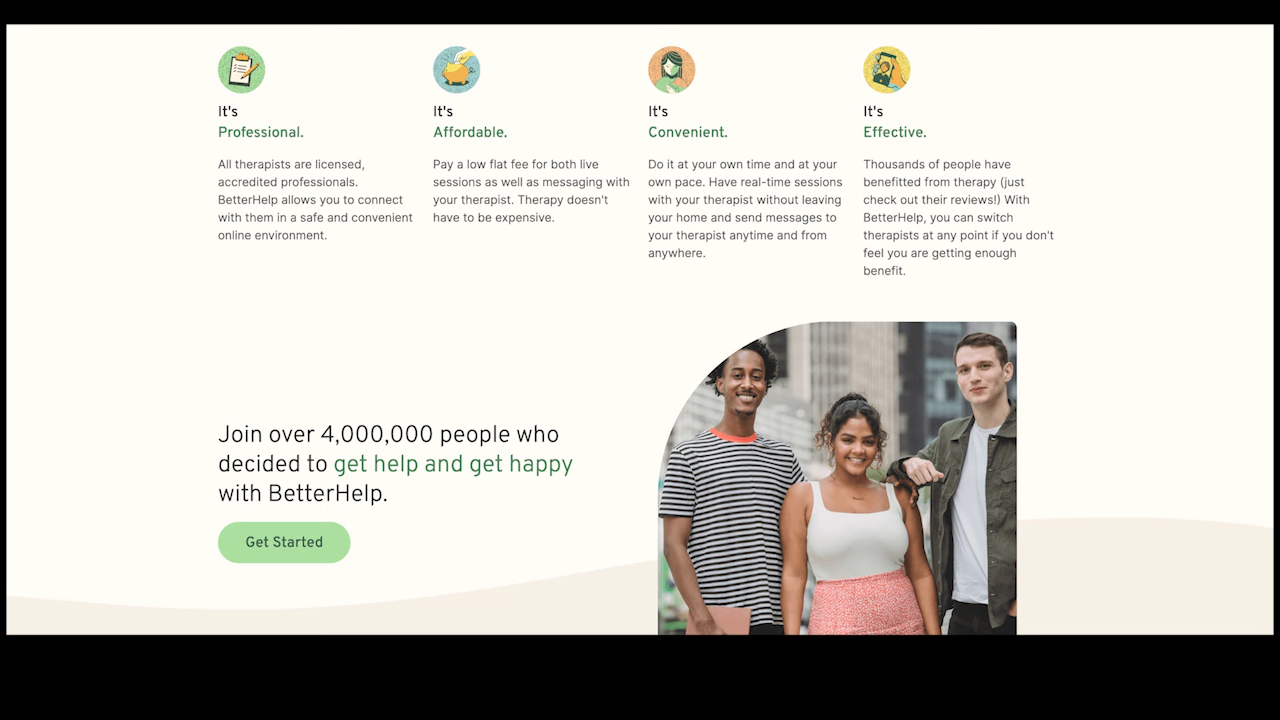 It's
Professional.
All therapists are licensed,
accredited professionals.
BetterHelp allows you to connect
with them in a safe and convenient
online environment.
It's
Affordable.
Pay a low flat fee for both live
sessions as well as messaging with
your therapist. Therapy doesn't
have to be expensive.
It's
Convenient.
Do it at your own time and at your
own pace. Have real-time sessions
with your therapist without leaving
your home and send messages to
your therapist anytime and from
anywhere.
It's
Effective.
Thousands of people have
benefitted from therapy (just
check out their reviews!) With
BetterHelp, you can switch
therapists at any point if you don't
feel you are getting enough
benefit.
Join over 4,000,000 people who
decided to get help and get happy
with BetterHelp.
Get Started